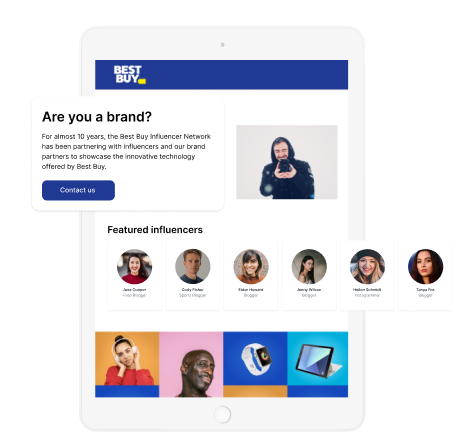 BEST
BUY
Are you a brand?
For almost 10 years, the Best Buy Influencer Network
has been partnering with influencers and our brand
partners to showcase the innovative technology
offered by Best Buy.
Contact us
Featured influencers
Jane Cooper
Food Blogger
Cody Fisher
Sports Blogger
Ester Howard
Blogger
Jenny Wilson
Blogger
Helen Schmidt
Instagrammer
Tanya Fox
Blogger